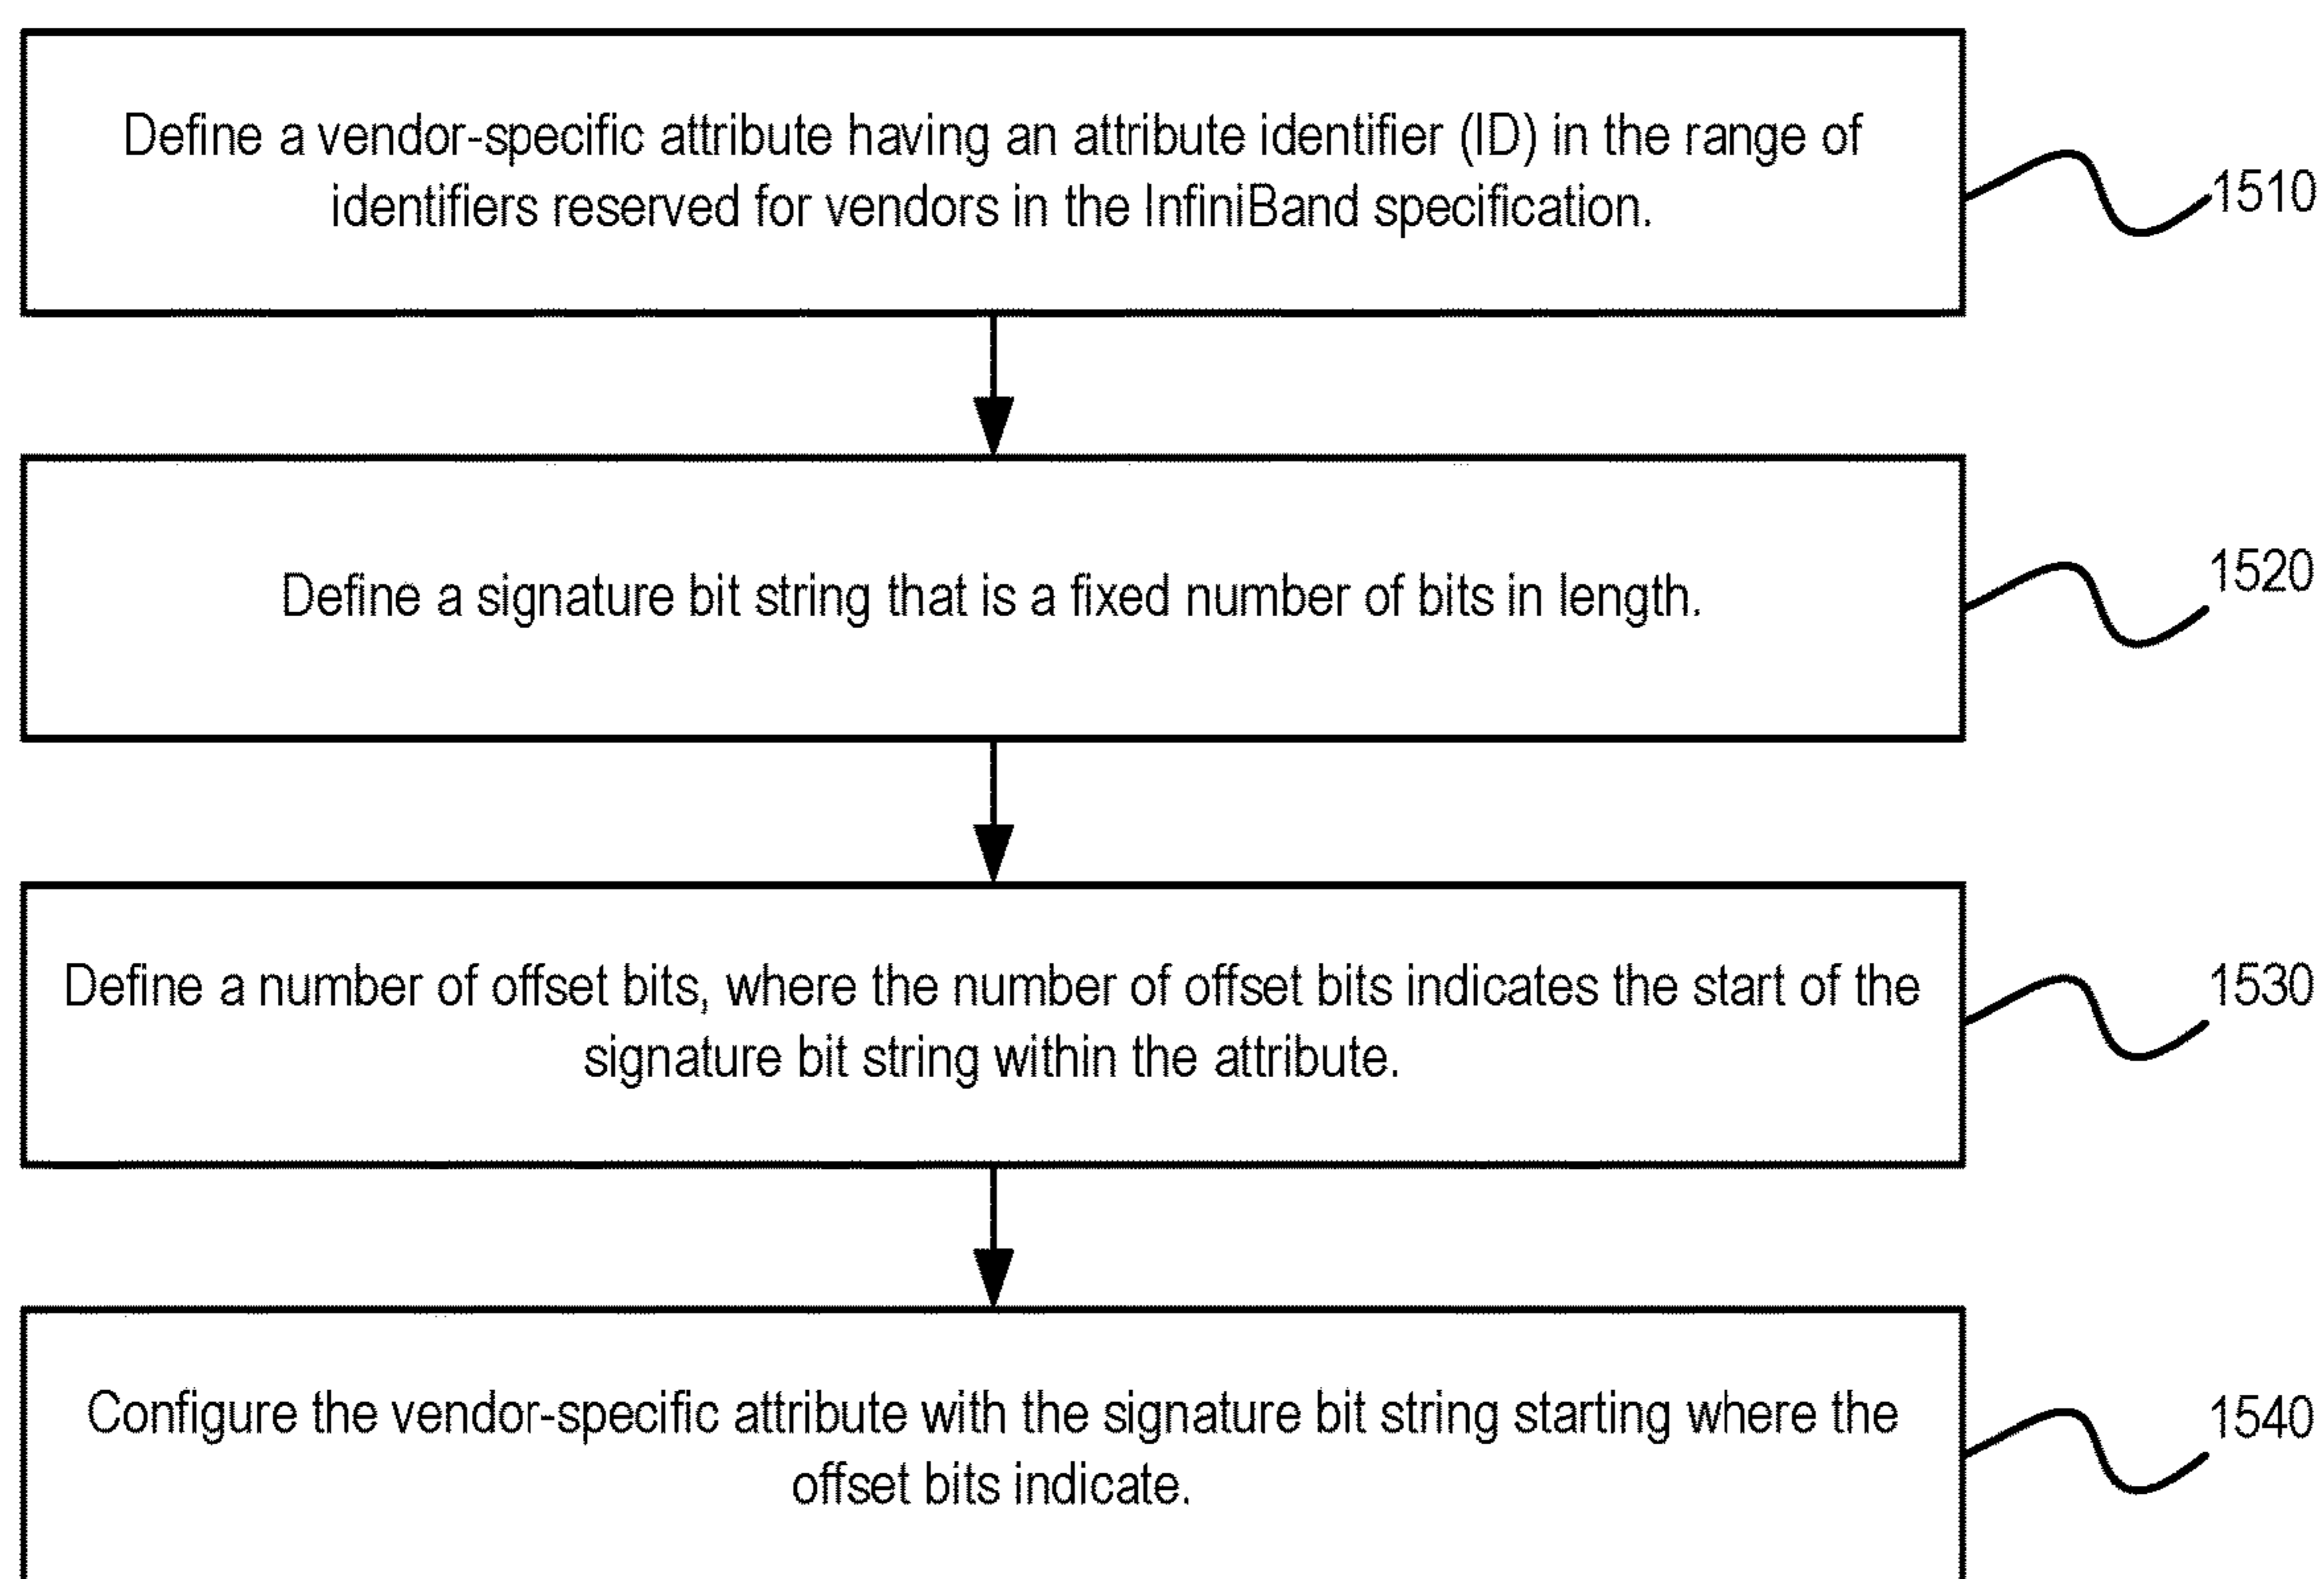 Define a vendor-specific attribute having an attribute identifier (ID) in the range of
identifiers reserved for vendors in the InfiniBand specification.
1510
Define a signature bit string that is a fixed number of bits in length.
1520
Define a number of offset bits, where the number of offset bits indicates the start of the
signature bit string within the attribute.
1530
Configure the vendor-specific attribute with the signature bit string starting where the
offset bits indicate.
1540